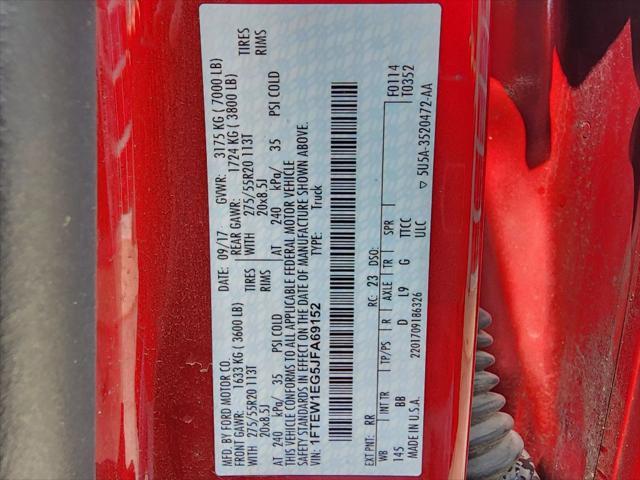 MFD. BY FORD MOTOR CO.
DATE: 09/17 GVWR: 3175 KG ( 7000 LB)
FRONT GAWR: 1633 KG (3600 LB) REAR GAWR: 1724 KG (3800 LB)
WITH 275/55R20 113T TIRES WITH 275/55R20 113T TIRES
20x8.5J RIMS 20x8.5J RIMS
AT 240 kPa/ 35 PSI COLD AT 240 kPa/ 35 PSI COLD
THIS VEHICLE CONFORMS TO ALL APPLICABLE FEDERAL MOTOR VEHICLE
SAFETY STANDARDS IN EFFECT ON THE DATE OF MANUFACTURE SHOWN ABOVE.
VIN: 1FTEW1EG5JFA69152 TYPE: Truck
F0114
EXT PNT: RR RC: 23 DSO: T0352
WB INT TR TP/PS R AXLE TR SPR
145 BB D L9 G TTCC
ULC
MADE IN U.S.A. 2201709186326 ▽ 5U5A-3520472-AA